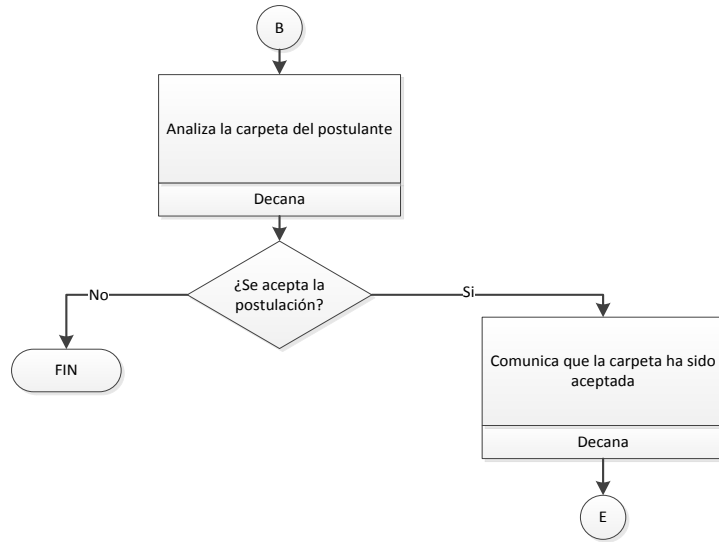 B
Analiza la carpeta del postulante
Decana
¿Se acepta la
postulación?
No
Si
FIN
Comunica que la carpeta ha sido
aceptada
Decana
E